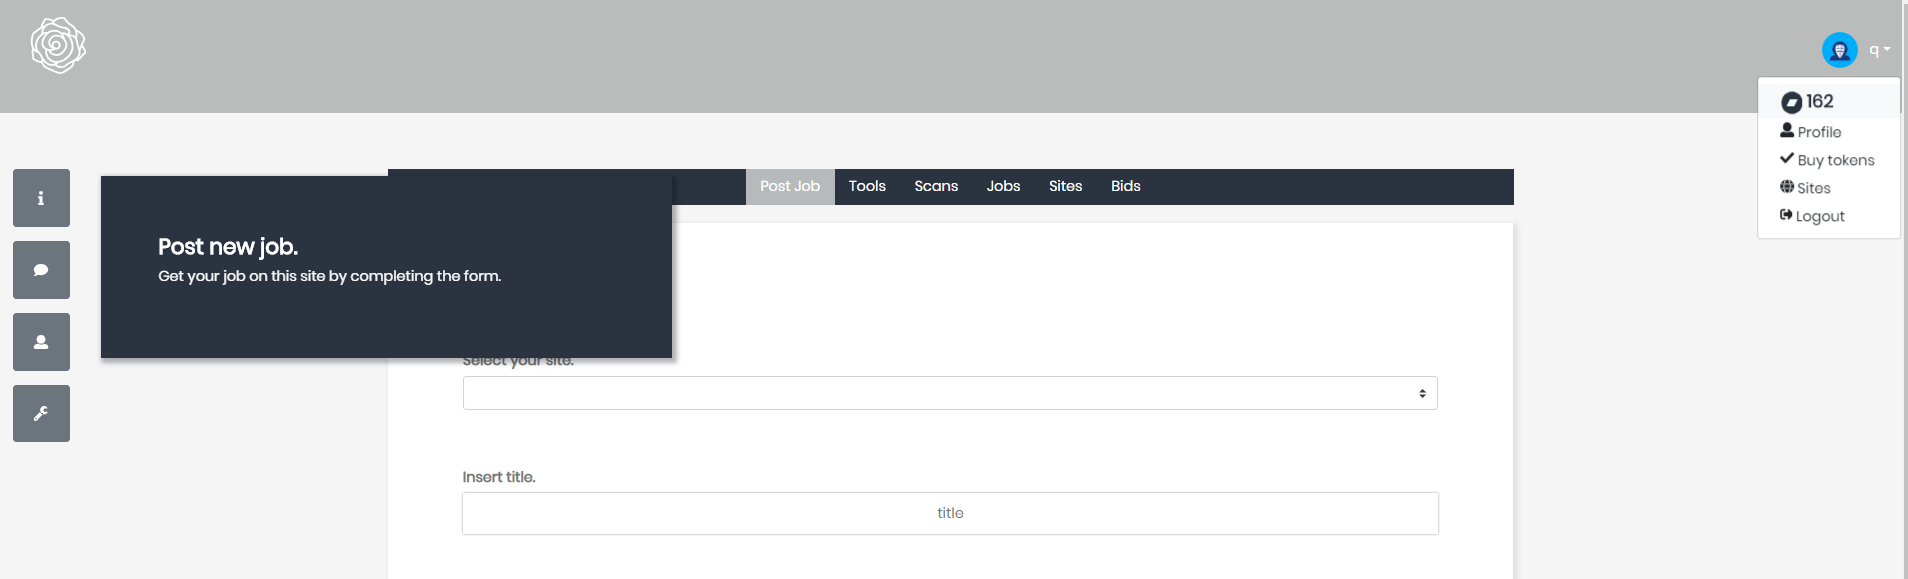 q
162
Profile
Buy tokens
Sites
Logout
Post Job Tools Scans Jobs Sites Bids
Post new job.
Get your job on this site by completing the form.
Select your site.
Insert title.
title